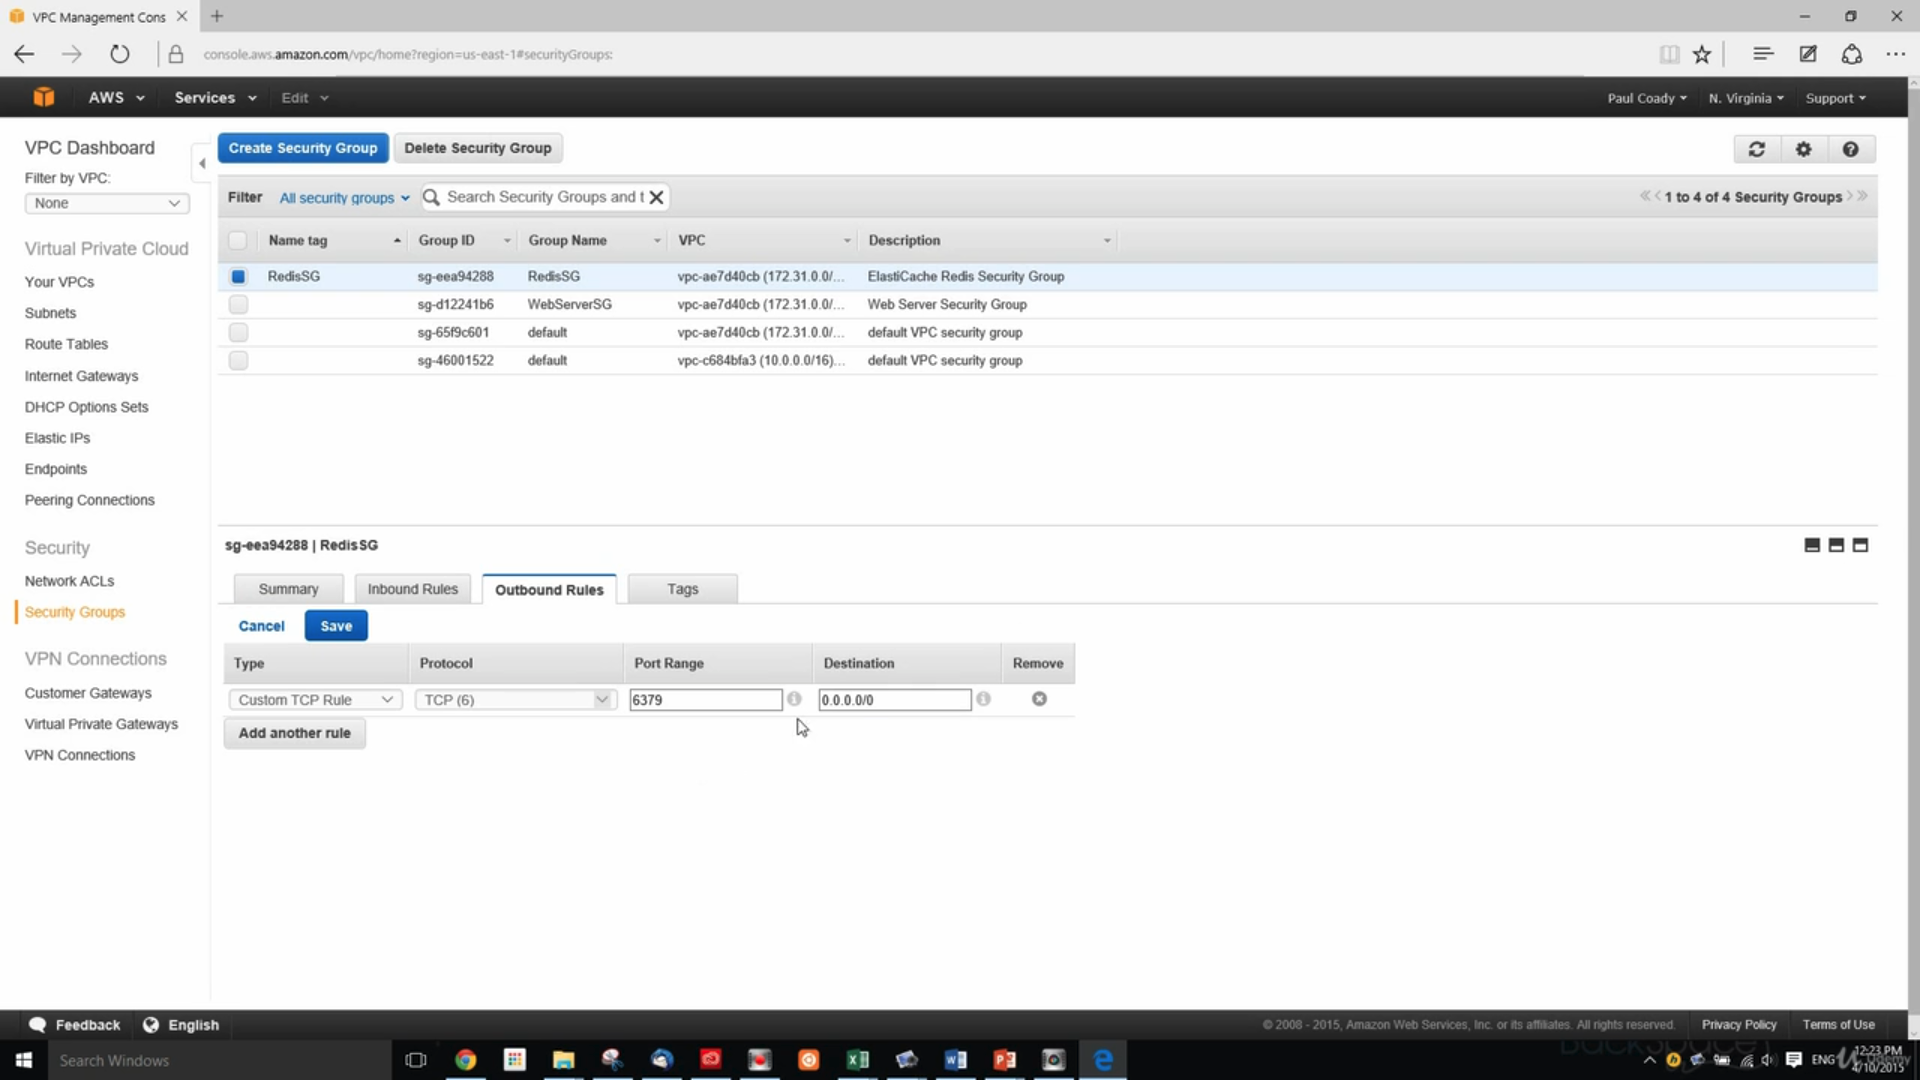 VPC Management Cons
console.aws.amazon.com/vpc/home?region=us-east-1#securityGroups:
AWS Services Edit Paul Coady N. Virginia Support
VPC Dashboard
Filter by VPC:
None
Virtual Private Cloud
Your VPCs
Subnets
Route Tables
Internet Gateways
DHCP Options Sets
Elastic IPs
Endpoints
Peering Connections
Security
Network ACLs
Security Groups
VPN Connections
Customer Gateways
Virtual Private Gateways
VPN Connections
Create Security Group Delete Security Group
Filter All security groups Search Security Groups and t 1 to 4 of 4 Security Groups
Name tag Group ID Group Name VPC Description
RedisSG sg-eea94288 RedisSG vpc-ae7d40cb (172.31.0.0/... ElastiCache Redis Security Group
sg-d12241b6 WebServerSG vpc-ae7d40cb (172.31.0.0/... Web Server Security Group
sg-65f9c601 default vpc-ae7d40cb (172.31.0.0/... default VPC security group
sg-46001522 default vpc-c684bfa3 (10.0.0.0/16)... default VPC security group
sg-eea94288 | RedisSG
Summary Inbound Rules Outbound Rules Tags
Cancel Save
Type Protocol Port Range Destination Remove
Custom TCP Rule TCP (6) 6379 0.0.0.0/0
Add another rule
Feedback English © 2008 - 2015, Amazon Web Services, Inc. or its affiliates. All rights reserved. Privacy Policy Terms of Use
Search Windows ENG 12:23 PM
4/10/2015